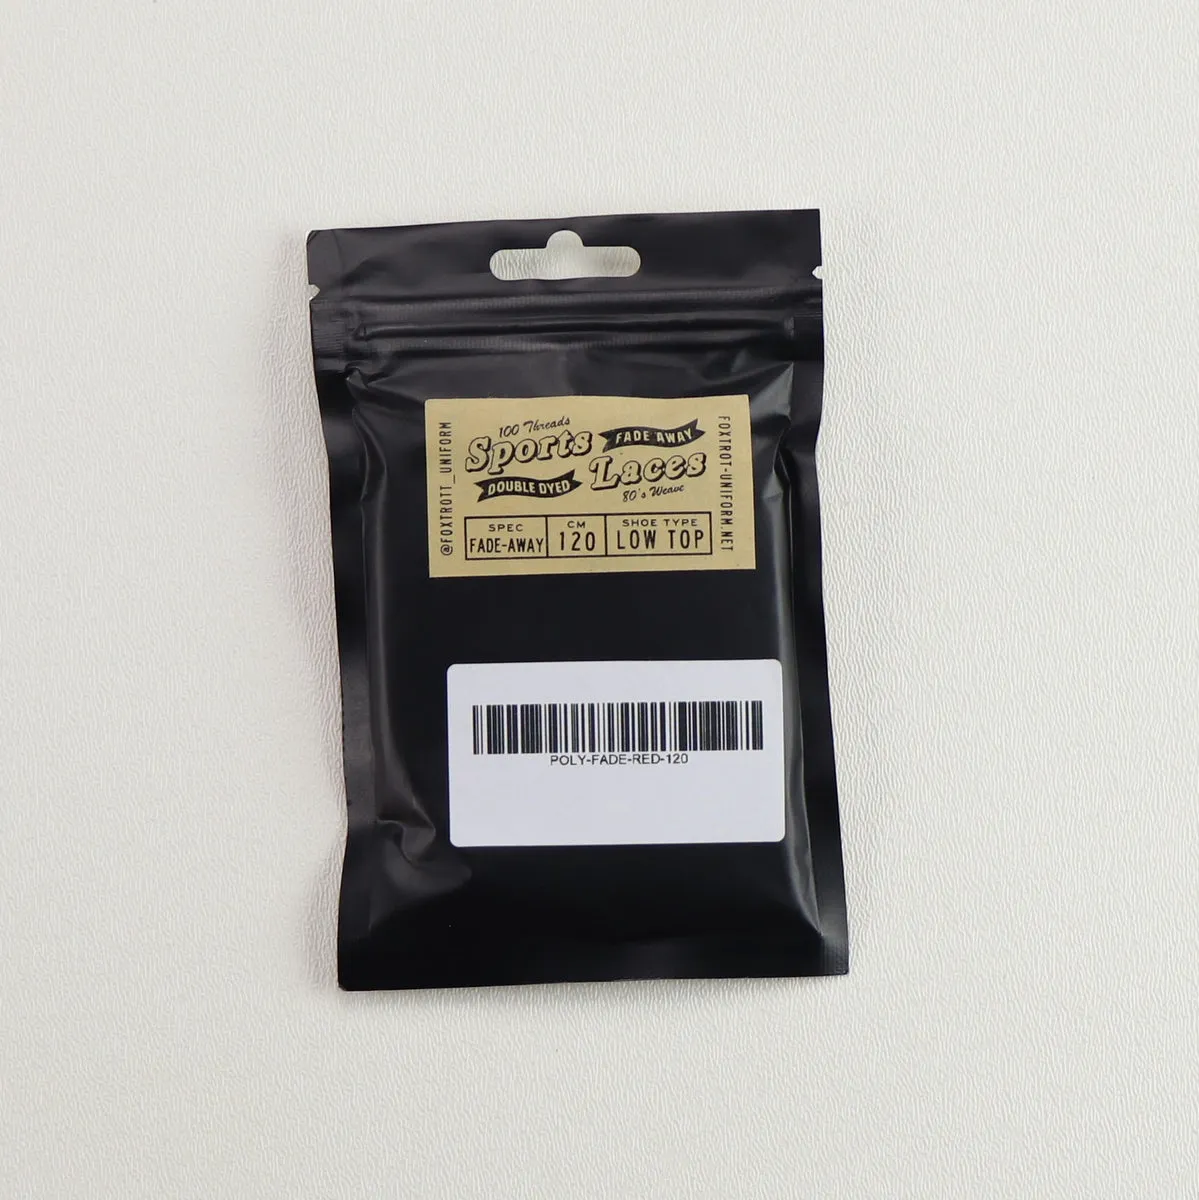 100 Threads
Sports
FADE AWAY
DOUBLE DYED
Laces
80's Weave
@FOXTROTT_UNIFORM
FOXTROT-UNIFORM.NET
SPEC
FADE-AWAY
CM
120
SHOE TYPE
LOW TOP
POLY-FADE-RED-120